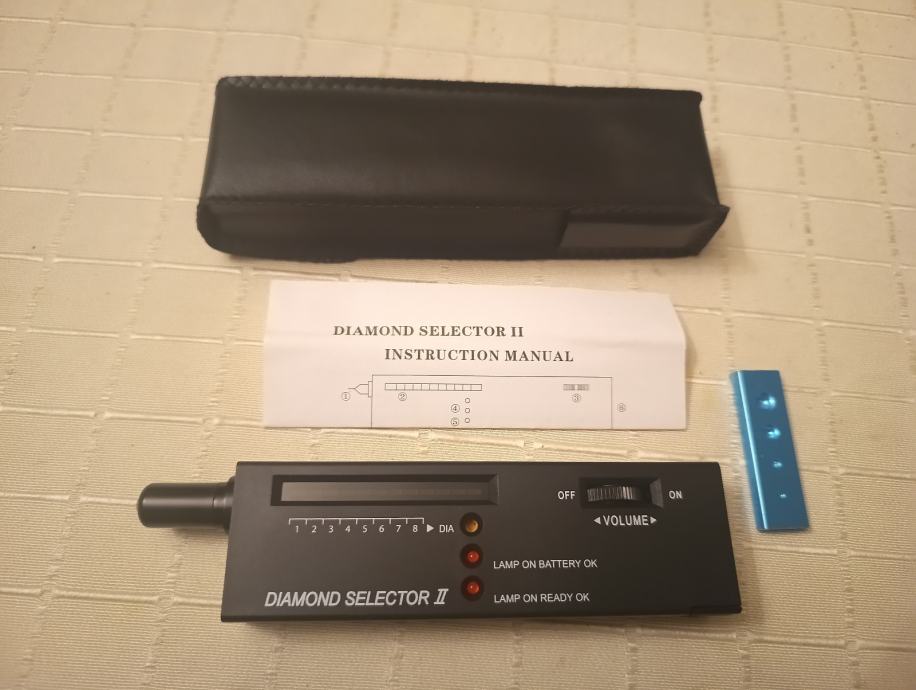 DIAMOND SELECTOR II
INSTRUCTION MANUAL
①
②
③
④
⑤
⑥
OFF
ON
◄VOLUME►
1 2 3 4 5 6 7 8 ► DIA
LAMP ON BATTERY OK
DIAMOND SELECTOR II
LAMP ON READY OK